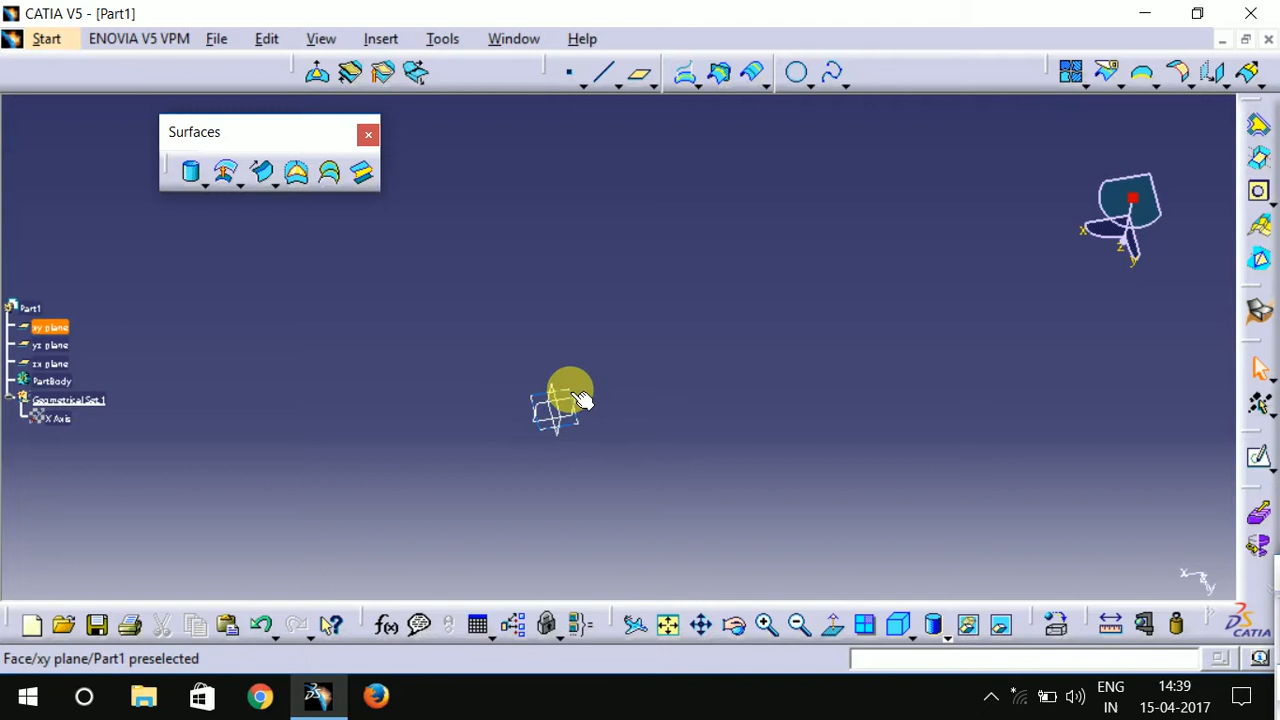 CATIA V5 - [Part1]
Start ENOVIA V5 VPM File Edit View Insert Tools Window Help
Surfaces
x
z
y
Part1
xy plane
yz plane
zx plane
PartBody
Geometrical Set.1
X Axis
x
y
f(x)
CATIA
Face/xy plane/Part1 preselected
ENG
IN
14:39
15-04-2017